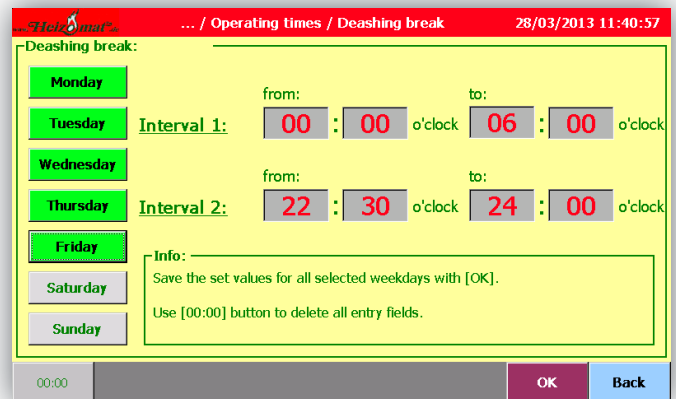 Heizomat
... / Operating times / Deashing break
28/03/2013 11:40:57
Deashing break:
Monday
Tuesday
Wednesday
Thursday
Friday
Saturday
Sunday
from: to:
Interval 1: 00 : 00 o'clock 06 : 00 o'clock
from: to:
Interval 2: 22 : 30 o'clock 24 : 00 o'clock
Info:
Save the set values for all selected weekdays with [OK].
Use [00:00] button to delete all entry fields.
00:00 OK Back